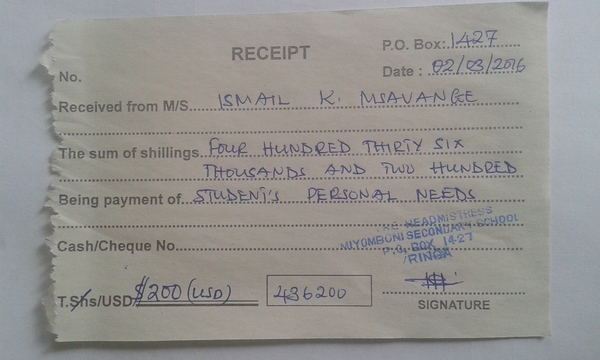 RECEIPT
P.O. Box: 1427
No.
Date : 02/03/2016
Received from M/S. ISMAIL K. MSAVANGE
The sum of shillings FOUR HUNDRED THIRTY SIX
THOUSANDS AND TWO HUNDRED
Being payment of STUDENT'S PERSONAL NEEDS
HEADMISTRESS
MIYOMBONI SECONDARY SCHOOL
Cash/Cheque No.
P.O. BOX 1427
IRINGA
T.Shs/USD $200 (USD) 436200
SIGNATURE